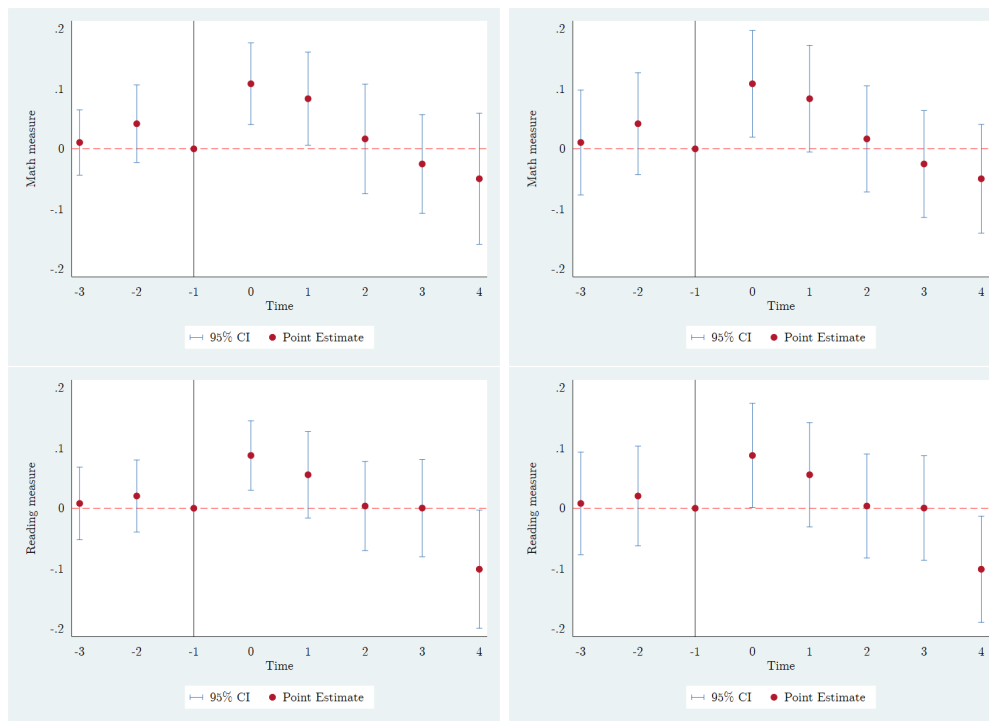 .2
.1
0
-.1
-.2
Math measure
-3 -2 -1 0 1 2 3 4
Time
95% CI Point Estimate
.2
.1
0
-.1
-.2
Math measure
-3 -2 -1 0 1 2 3 4
Time
95% CI Point Estimate
.2
.1
0
-.1
-.2
Reading measure
-3 -2 -1 0 1 2 3 4
Time
95% CI Point Estimate
.2
.1
0
-.1
-.2
Reading measure
-3 -2 -1 0 1 2 3 4
Time
95% CI Point Estimate